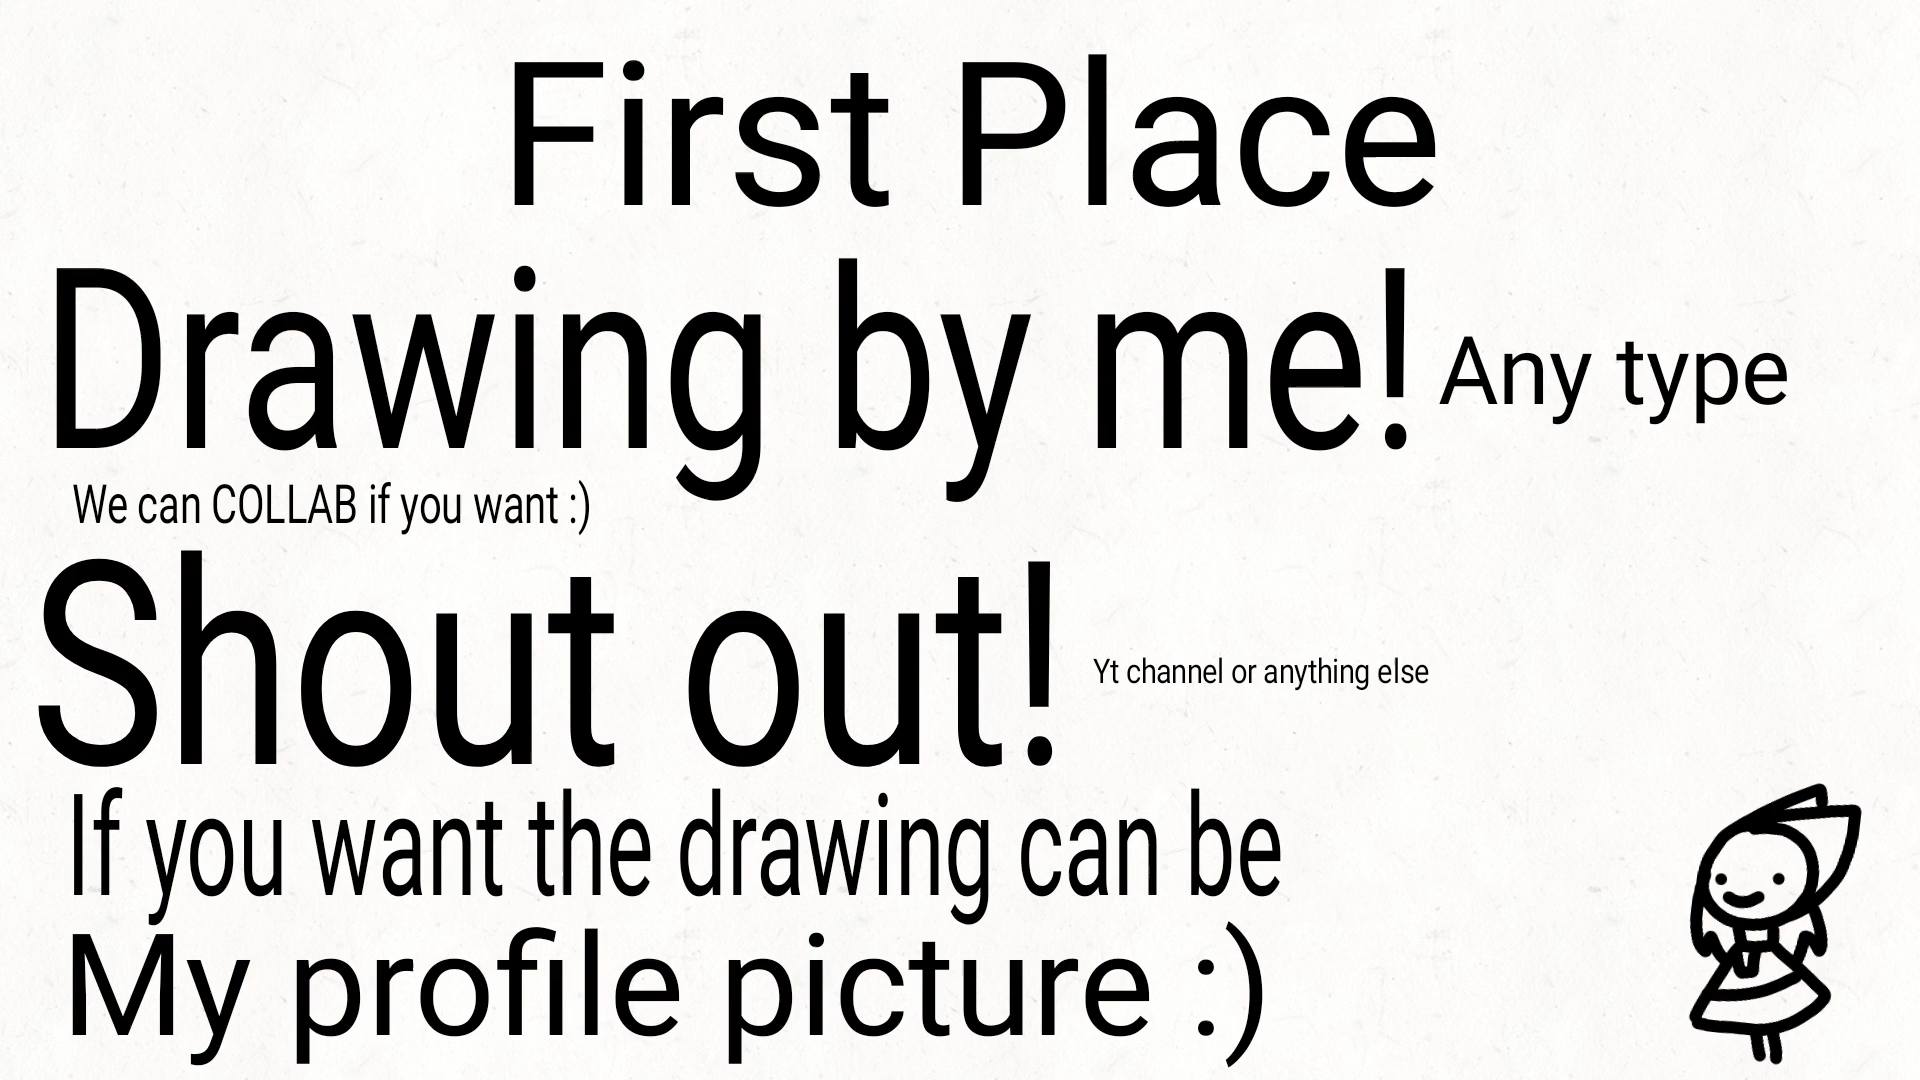 First Place
Drawing by me! Any type
We can COLLAB if you want :)
Shout out! Yt channel or anything else
If you want the drawing can be
My profile picture :)